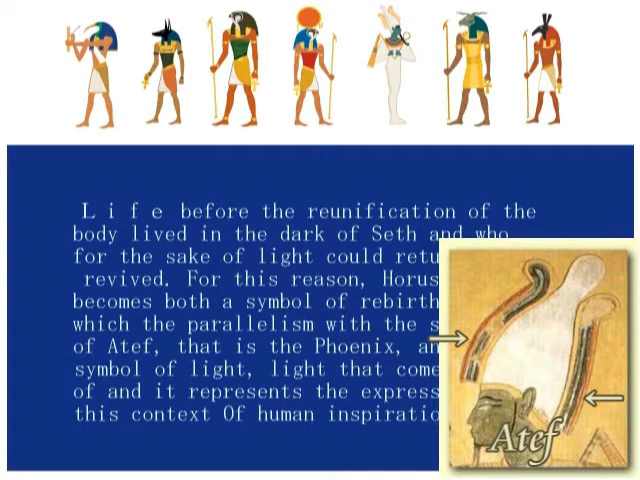 Life before the reunification of the
body lived in the dark of Seth and who
for the sake of light could
revived. For this reason, Horus
becomes both a symbol of rebirth
which the parallelism with the
of Atef, that is the Phoenix,
symbol of light, light that
of and it represents the
this context Of human
Atef